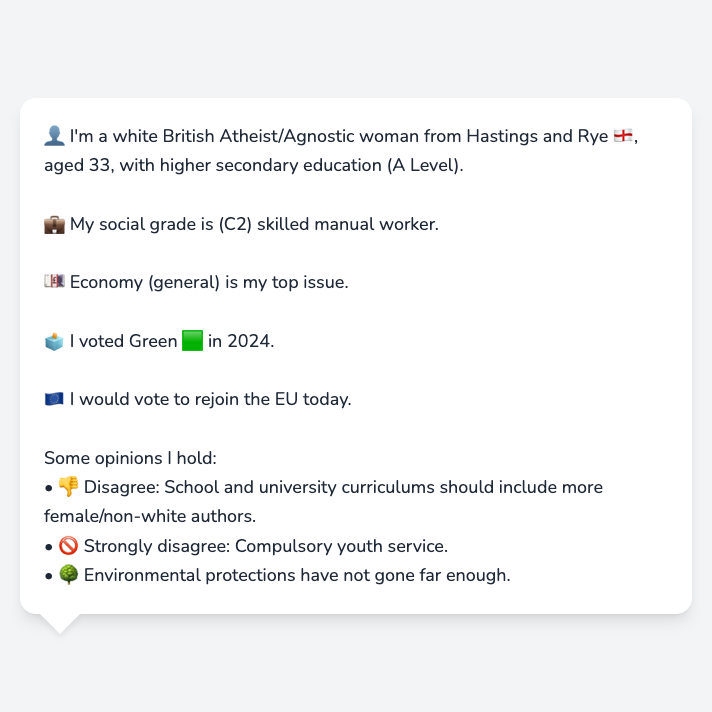 👤 I'm a white British Atheist/Agnostic woman from Hastings and Rye 🏴󠁧󠁢󠁥󠁮󠁧󠁿,
aged 33, with higher secondary education (A Level).
💼 My social grade is (C2) skilled manual worker.
💷 Economy (general) is my top issue.
🗳️ I voted Green 🟩 in 2024.
🇪🇺 I would vote to rejoin the EU today.
Some opinions I hold:
• 👎 Disagree: School and university curriculums should include more
female/non-white authors.
• 🚫 Strongly disagree: Compulsory youth service.
• 🌳 Environmental protections have not gone far enough.